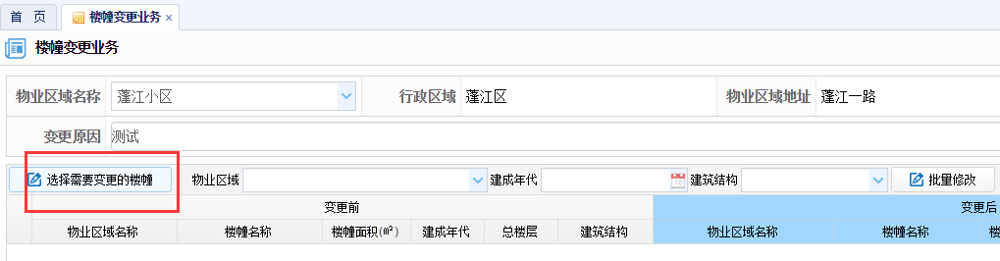 首 页 楼幢变更业务 ×
楼幢变更业务
物业区域名称 蓬江小区 行政区域 蓬江区 物业区域地址 蓬江一路
变更原因 测试
选择需要变更的楼幢 物业区域 建成年代 建筑结构 批量修改
变更前 变更后
物业区域名称 楼幢名称 楼幢面积(㎡) 建成年代 总楼层 建筑结构 物业区域名称 楼幢名称